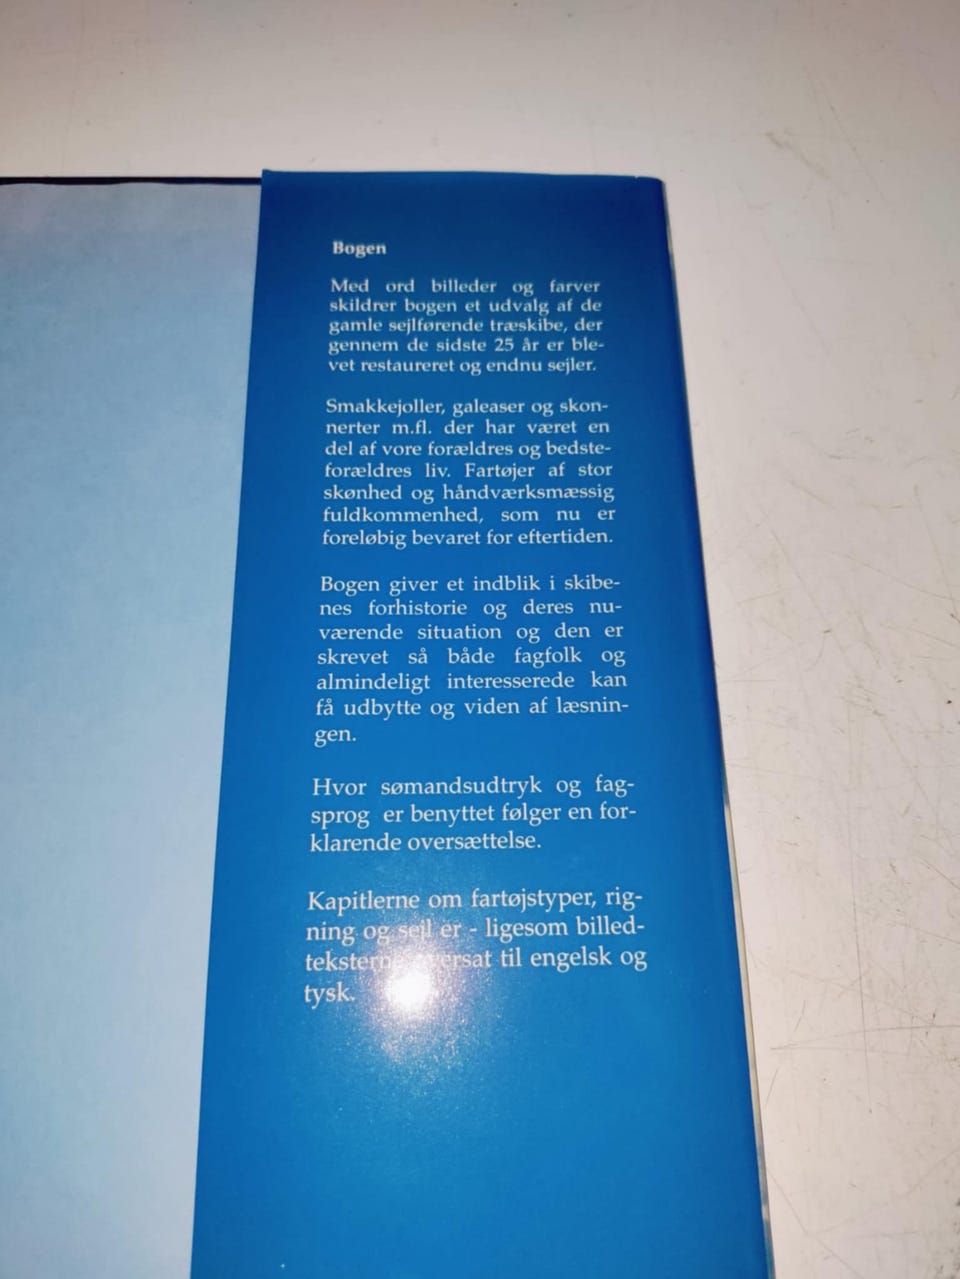 Bogen
Med ord billeder og farver
skildrer bogen et udvalg af de
gamle sejlførende træskibe, der
gennem de sidste 25 år er ble-
vet restaureret og endnu sejler.
Smakkejoller, galeaser og skon-
nerter m.fl. der har været en
del af vore forældres og bedste-
forældres liv. Fartøjer af stor
skønhed og håndværksmæssig
fuldkommenhed, som nu er
foreløbig bevaret for eftertiden.
Bogen giver et indblik i skibe-
nes forhistorie og deres nu-
værende situation og den er
skrevet så både fagfolk og
almindeligt interesserede kan
få udbytte og viden af læsnin-
gen.
Hvor sømandsudtryk og fag-
sprog er benyttet følger en for-
klarende oversættelse.
Kapitlerne om fartøjstyper, rig-
ning og sejl er - ligesom billed-
teksterne oversat til engelsk og
tysk.